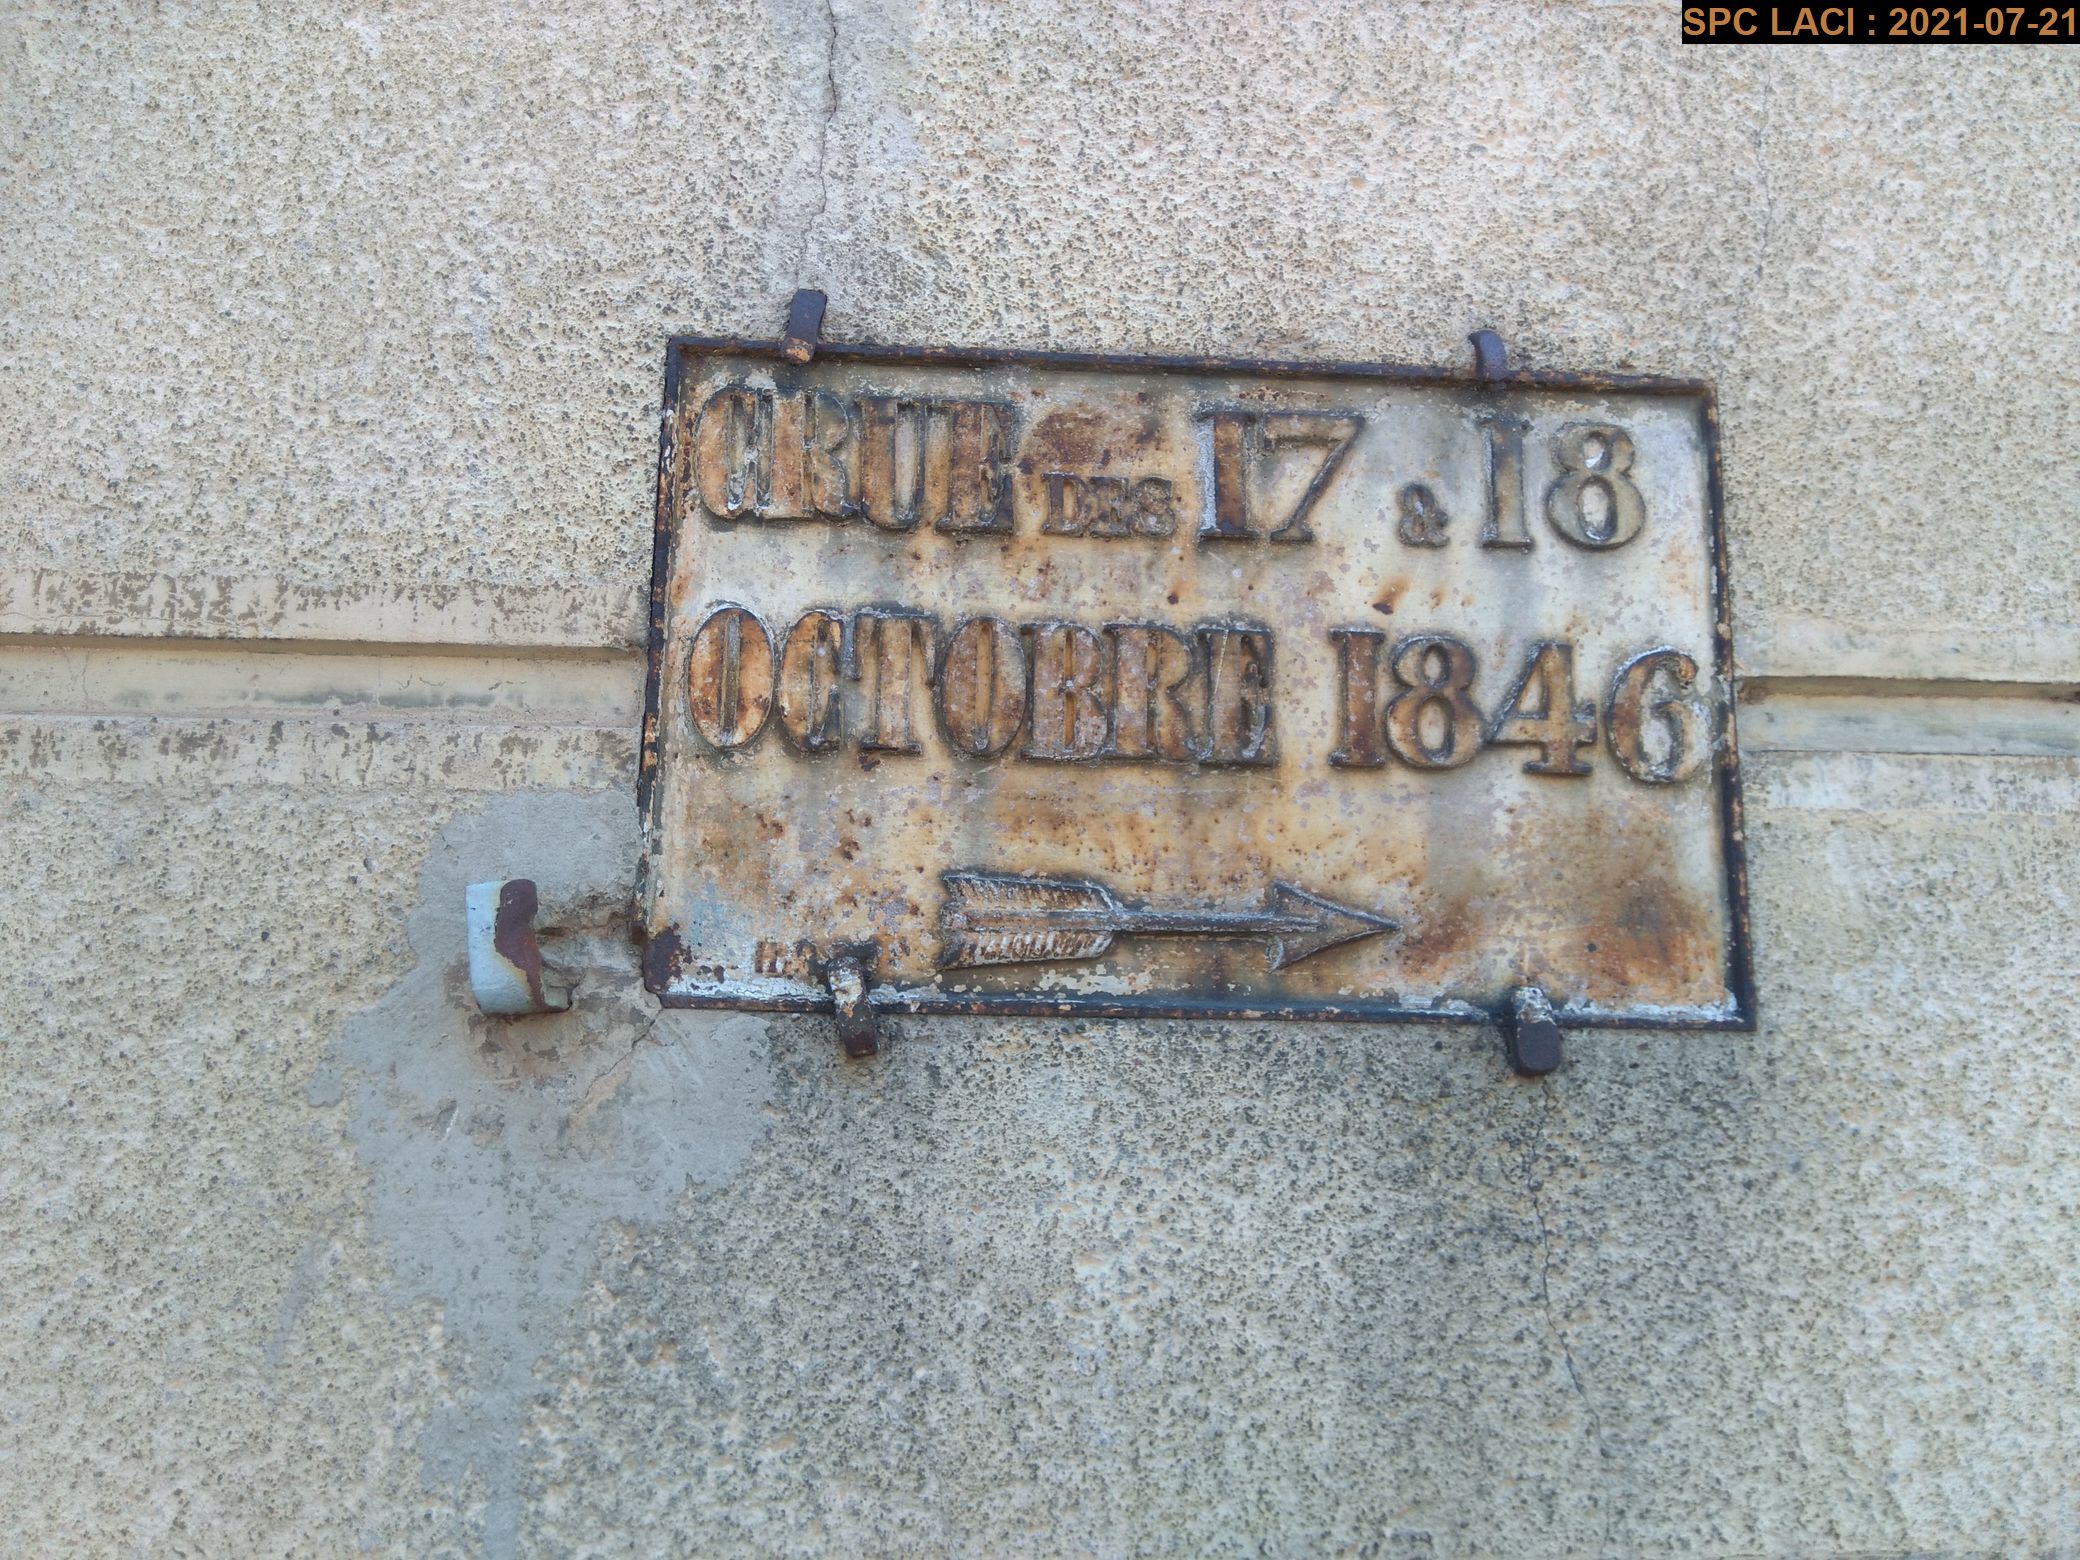 SPC LACI : 2021-07-21
CRUE DES 17 & 18
OCTOBRE 1846